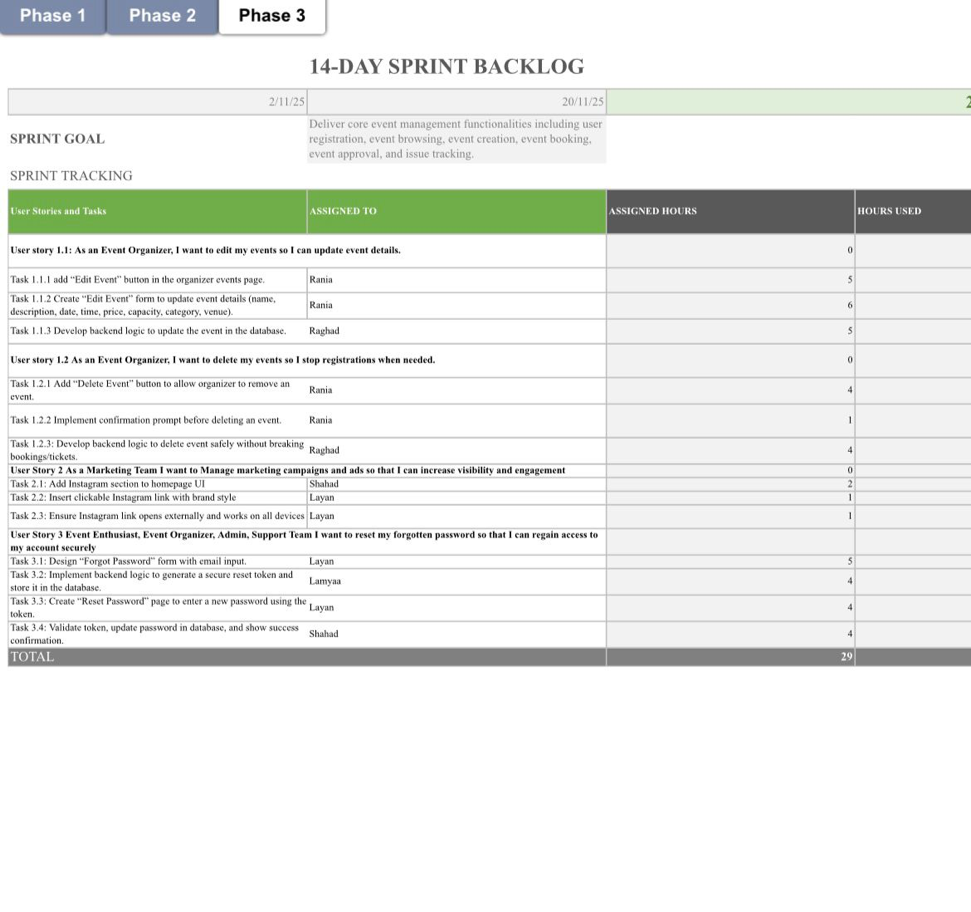 Phase 1 Phase 2 Phase 3
14-DAY SPRINT BACKLOG
2/11/25 20/11/25 2
SPRINT GOAL
Deliver core event management functionalities including user
registration, event browsing, event creation, event booking,
event approval, and issue tracking.
SPRINT TRACKING
User Stories and Tasks ASSIGNED TO ASSIGNED HOURS HOURS USED
User story 1.1: As an Event Organizer, I want to edit my events so I can update event details. 0
Task 1.1.1 add “Edit Event” button in the organizer events page. Rania 5
Task 1.1.2 Create “Edit Event” form to update event details (name,
description, date, time, price, capacity, category, venue). Rania 6
Task 1.1.3 Develop backend logic to update the event in the database. Raghad 5
User story 1.2 As an Event Organizer, I want to delete my events so I stop registrations when needed. 0
Task 1.2.1 Add “Delete Event” button to allow organizer to remove an
event. Rania 4
Task 1.2.2 Implement confirmation prompt before deleting an event. Rania 1
Task 1.2.3: Develop backend logic to delete event safely without breaking
bookings/tickets. Raghad 4
User Story 2 As a Marketing Team I want to Manage marketing campaigns and ads so that I can increase visibility and engagement 0
Task 2.1: Add Instagram section to homepage UI Shahad 2
Task 2.2: Insert clickable Instagram link with brand style Layan 1
Task 2.3: Ensure Instagram link opens externally and works on all devices Layan 1
User Story 3 Event Enthusiast, Event Organizer, Admin, Support Team I want to reset my forgotten password so that I can regain access to
my account securely
Task 3.1: Design “Forgot Password” form with email input. Layan 5
Task 3.2: Implement backend logic to generate a secure reset token and
store it in the database. Lamyaa 4
Task 3.3: Create “Reset Password” page to enter a new password using the
token. Layan 4
Task 3.4: Validate token, update password in database, and show success
confirmation. Shahad 4
TOTAL 29